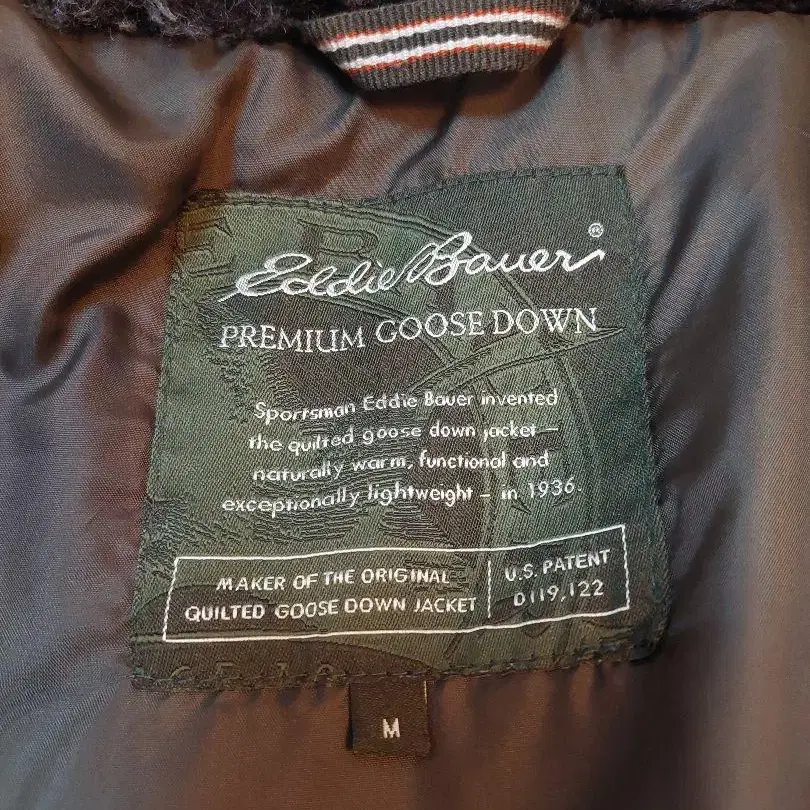 Eddie Bauer®
PREMIUM GOOSE DOWN
Sportsman Eddie Bauer invented
the quilted goose down jacket –
naturally warm, functional and
exceptionally lightweight – in 1936.
MAKER OF THE ORIGINAL
QUILTED GOOSE DOWN JACKET
U.S. PATENT
D119,122
M